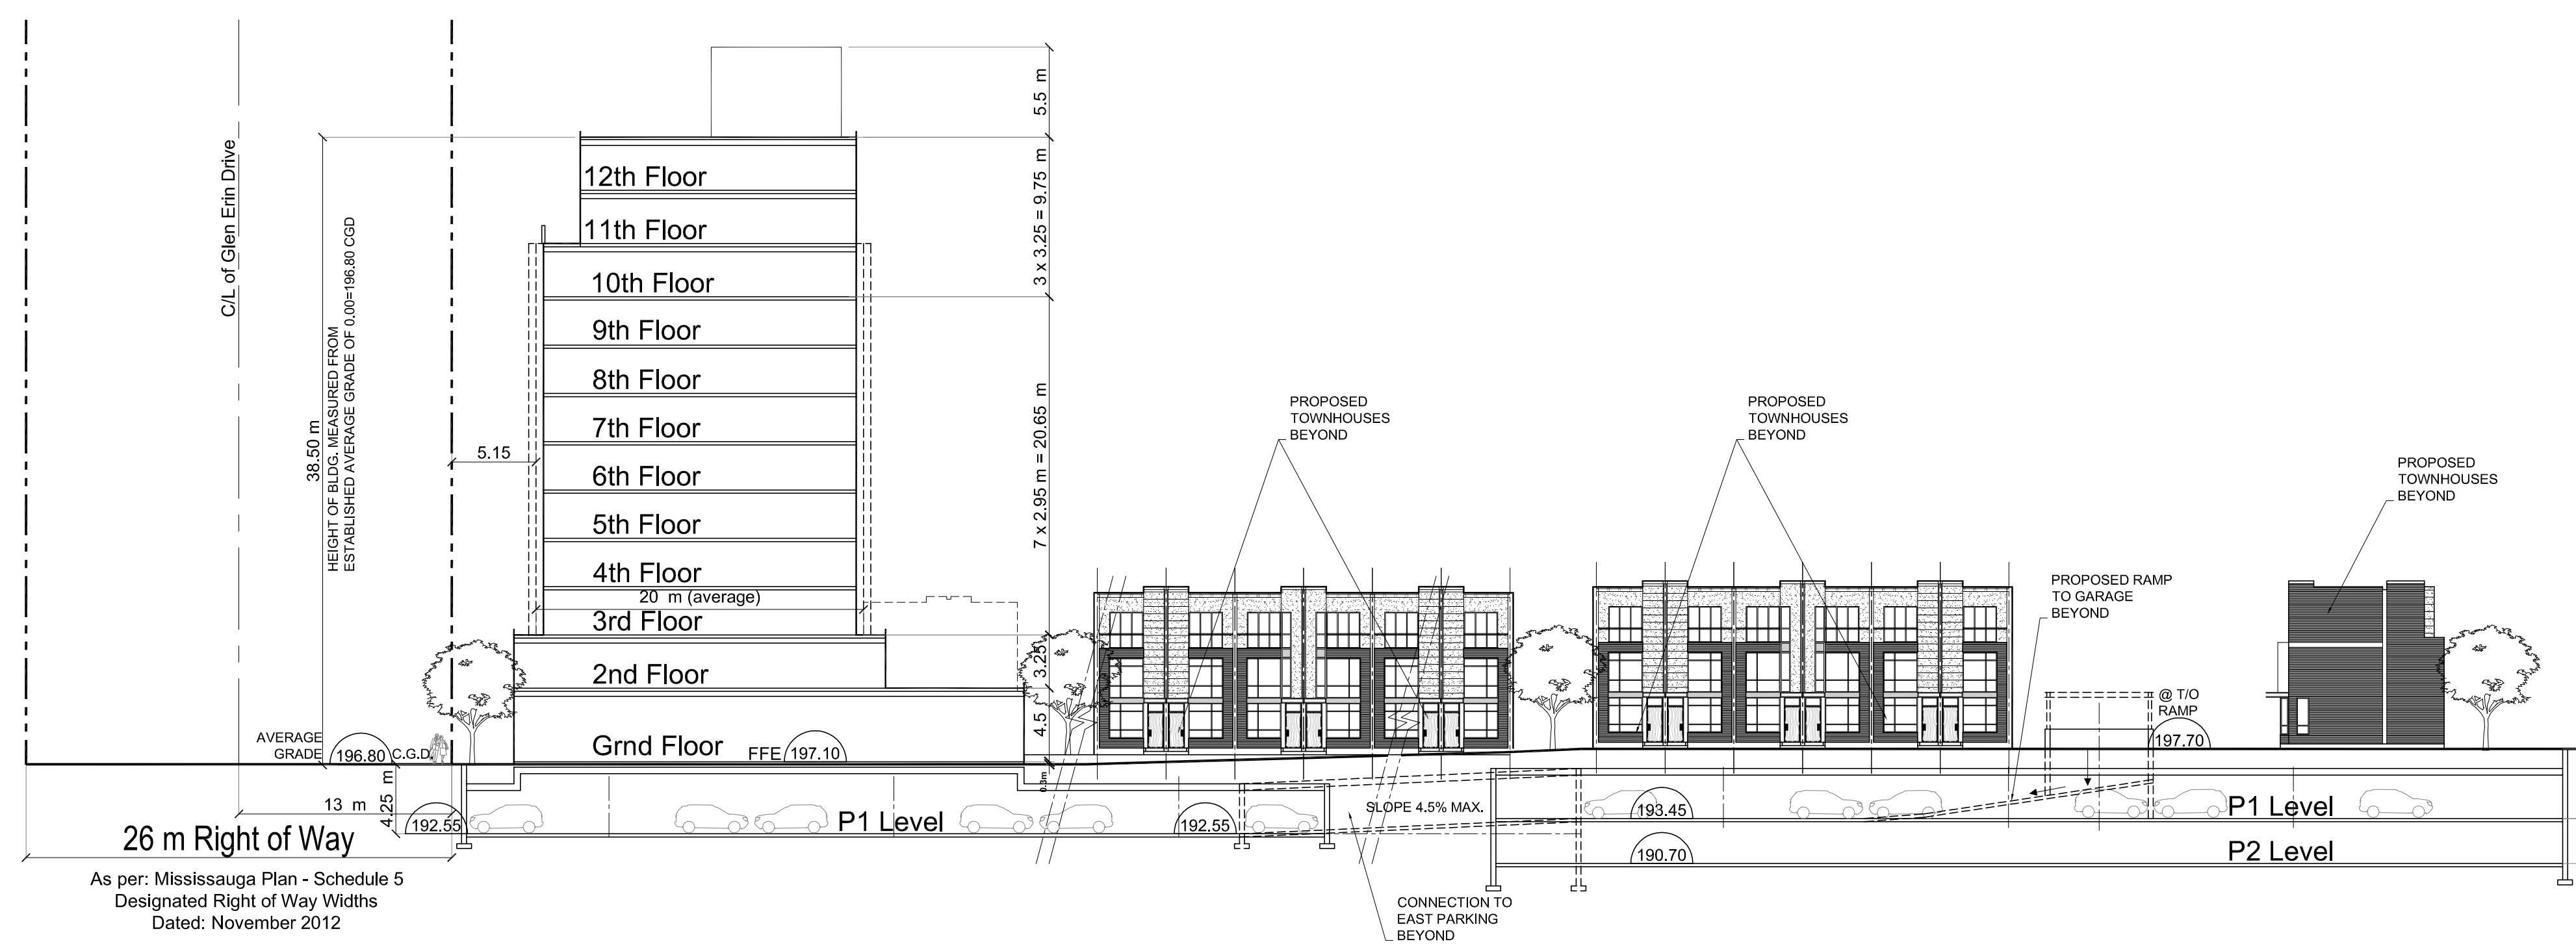 C/L of Glen Erin Drive
38.50 m
HEIGHT OF BLDG. MEASURED FROM
ESTABLISHED AVERAGE GRADE OF 0.00=196.80 CGD
5.15
12th Floor
11th Floor
10th Floor
9th Floor
8th Floor
7th Floor
6th Floor
5th Floor
4th Floor
20 m (average)
3rd Floor
2nd Floor
Grnd Floor
FFE 197.10
5.5 m
3 x 3.25 = 9.75 m
7 x 2.95 m = 20.65 m
3.25
4.5
0.3m
AVERAGE
GRADE
196.80
C.G.D.
13 m
4.25 m
192.55
P1 Level
192.55
26 m Right of Way
As per: Mississauga Plan - Schedule 5
Designated Right of Way Widths
Dated: November 2012
PROPOSED
TOWNHOUSES
BEYOND
PROPOSED
TOWNHOUSES
BEYOND
PROPOSED
TOWNHOUSES
BEYOND
PROPOSED RAMP
TO GARAGE
BEYOND
@ T/O
RAMP
197.70
SLOPE 4.5% MAX.
193.45
P1 Level
190.70
P2 Level
CONNECTION TO
EAST PARKING
BEYOND